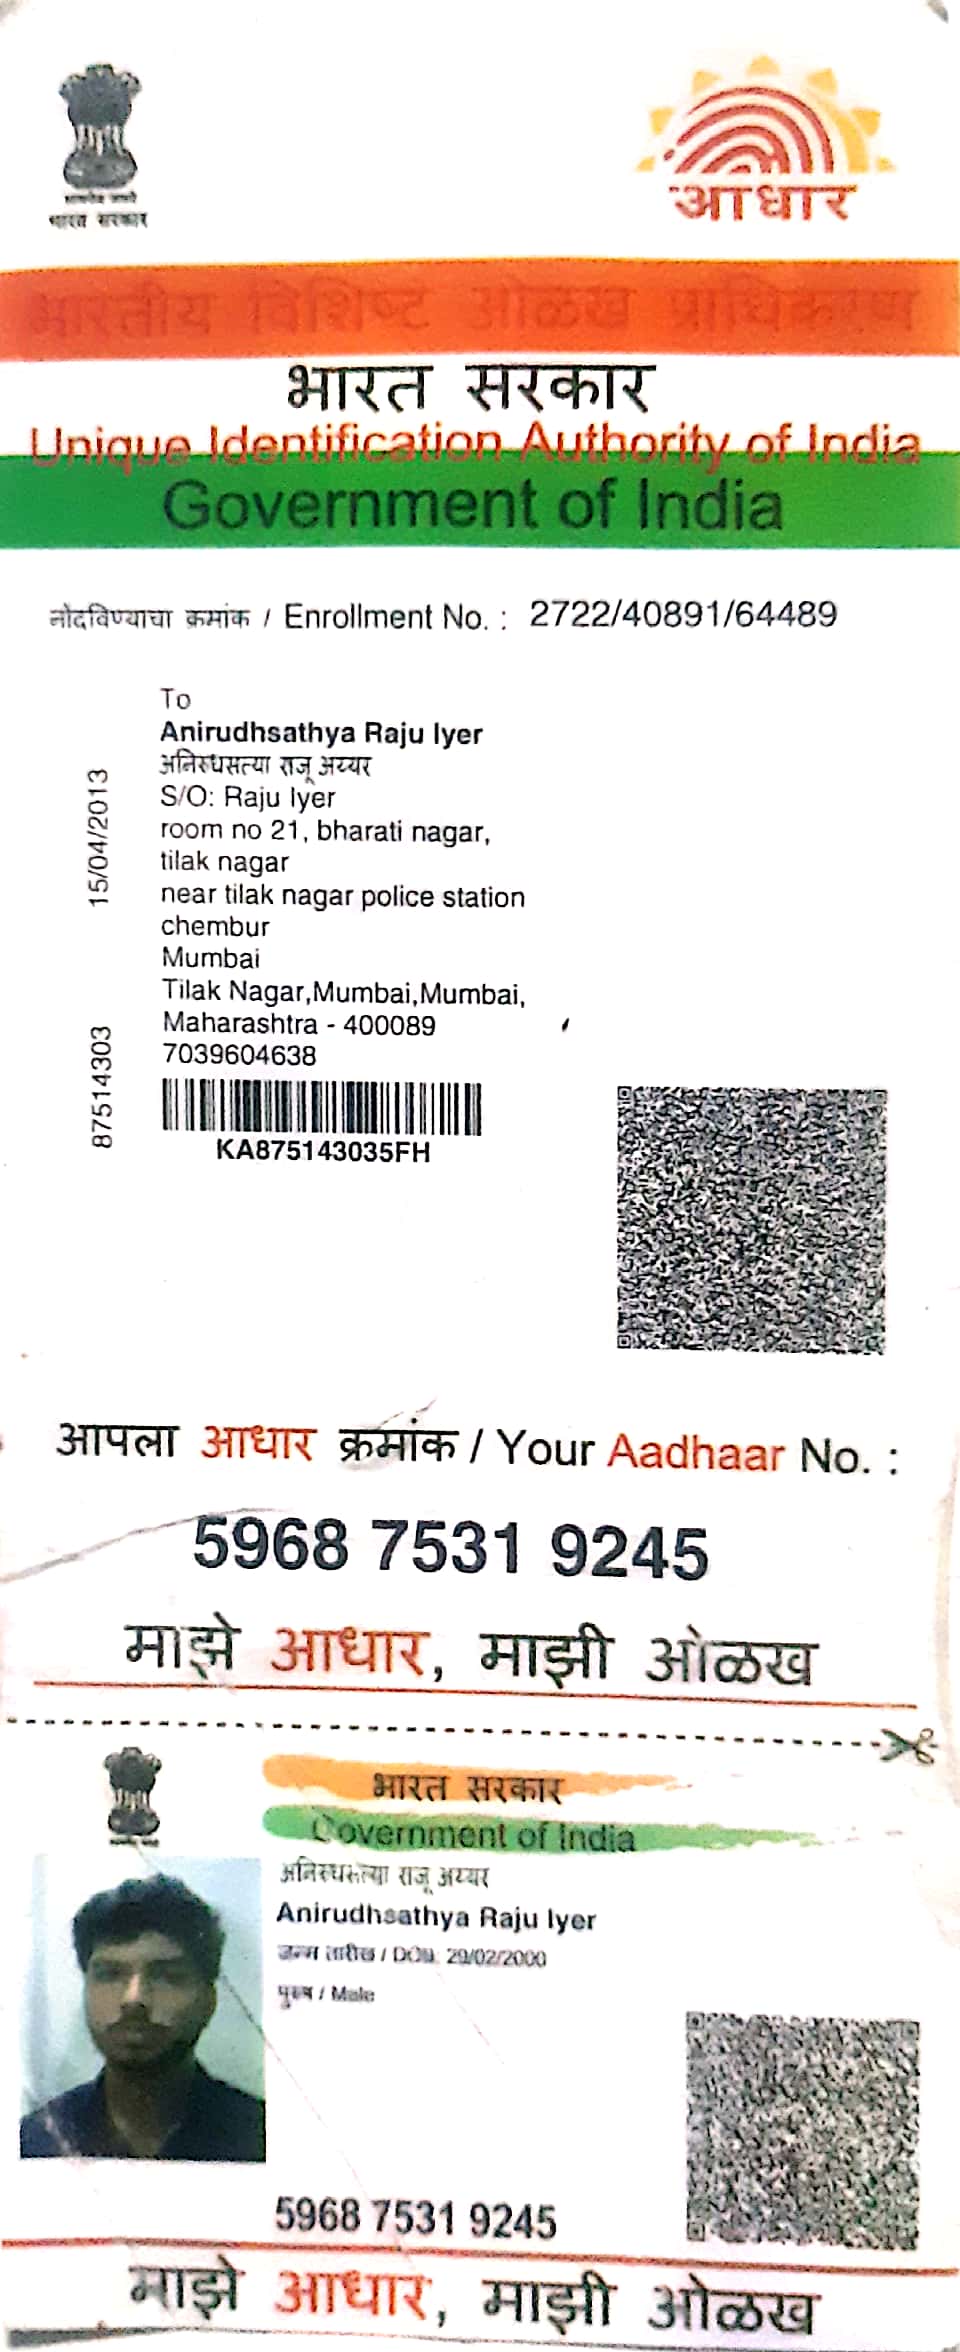 भारत सरकार
आधार
भारतीय विशिष्ट ओळख प्राधिकरण
भारत सरकार
Unique Identification Authority of India
Government of India
नोदविण्याचा क्रमांक / Enrollment No. : 2722/40891/64489
To
Anirudhsathya Raju Iyer
अनिरुधसत्या राजू अय्यर
S/O: Raju Iyer
room no 21, bharati nagar,
tilak nagar
near tilak nagar police station
chembur
Mumbai
Tilak Nagar,Mumbai,Mumbai,
Maharashtra - 400089
7039604638
15/04/2013
87514303
KA875143035FH
आपला आधार क्रमांक / Your Aadhaar No. :
5968 7531 9245
माझे आधार, माझी ओळख
भारत सरकार
Government of India
अनिरुधसत्या राजू अय्यर
Anirudhsathya Raju Iyer
जन्म तारीख / DOB: 29/02/2000
पुरुष / Male
5968 7531 9245
माझे आधार, माझी ओळख